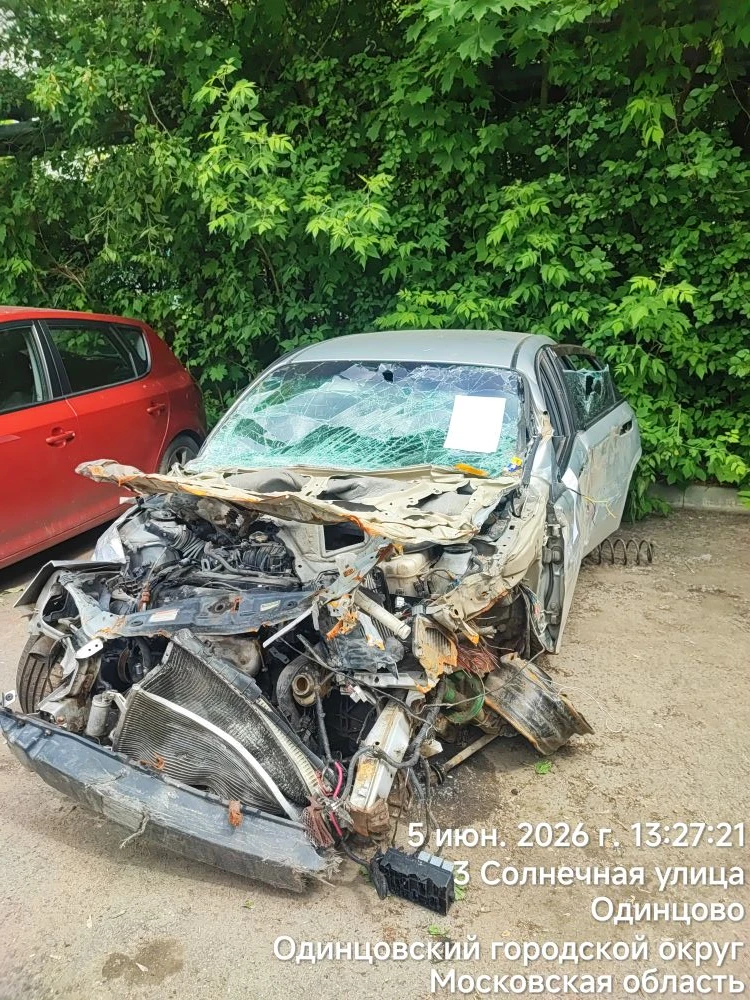 5 июн. 2026 г. 13:27:21
3 Солнечная улица
Одинцово
Одинцовский городской округ
Московская область